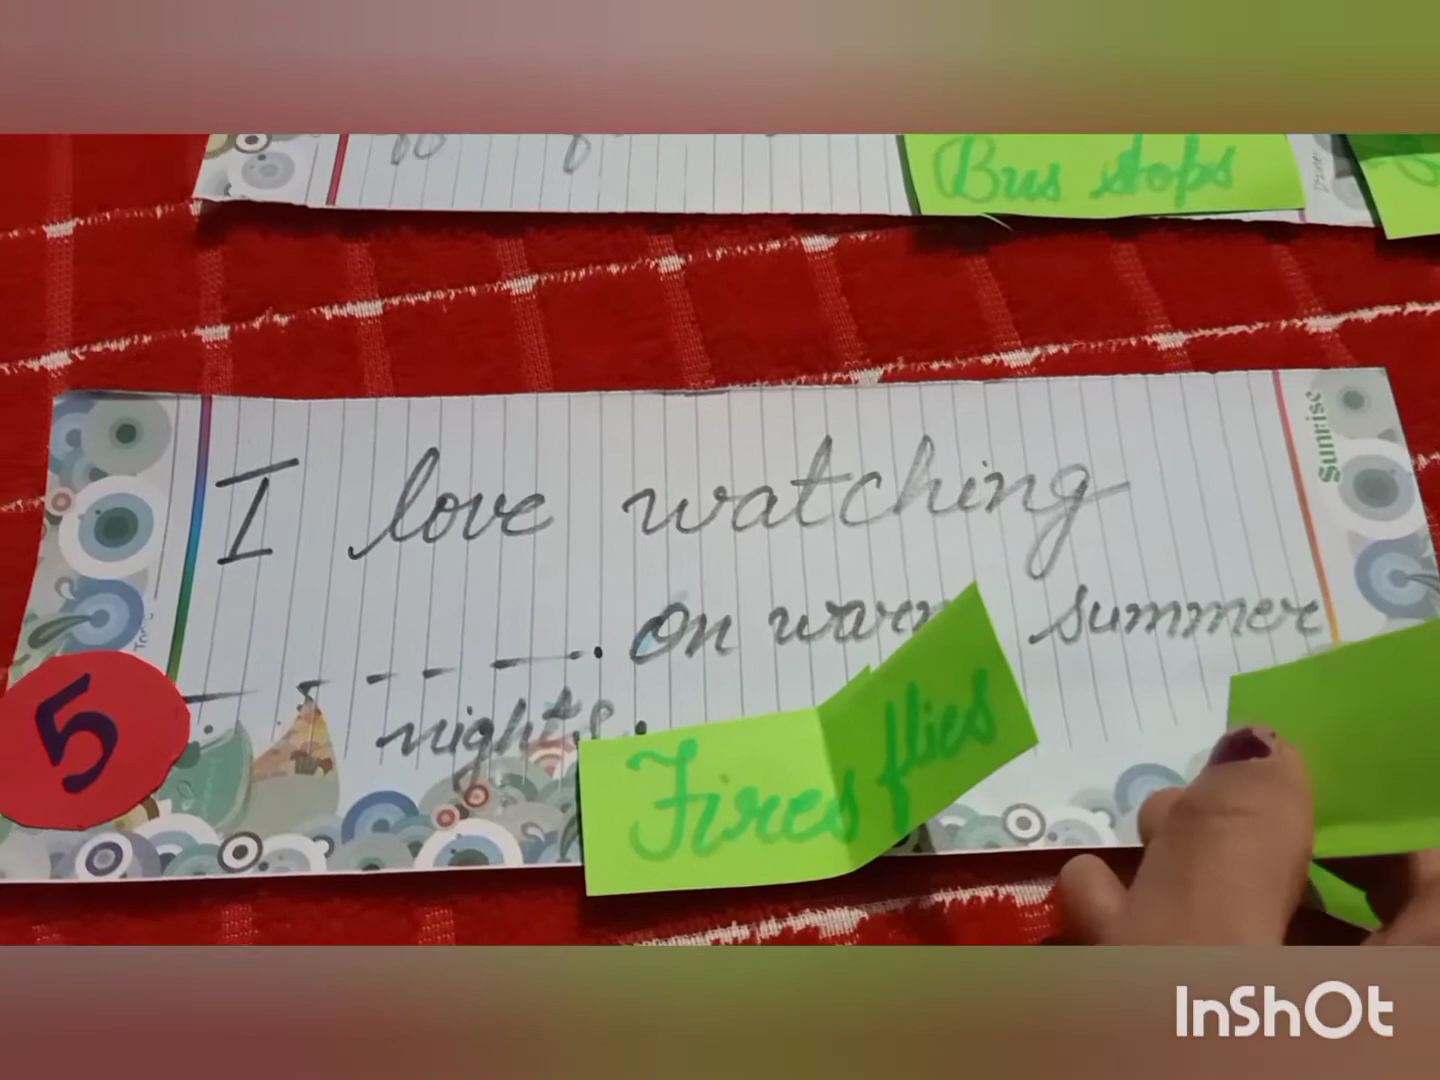 Bus stops
Sunrise
I love watching
_ _ _ _ _. on warm summer
nights.
5
Fires flies
InShOt